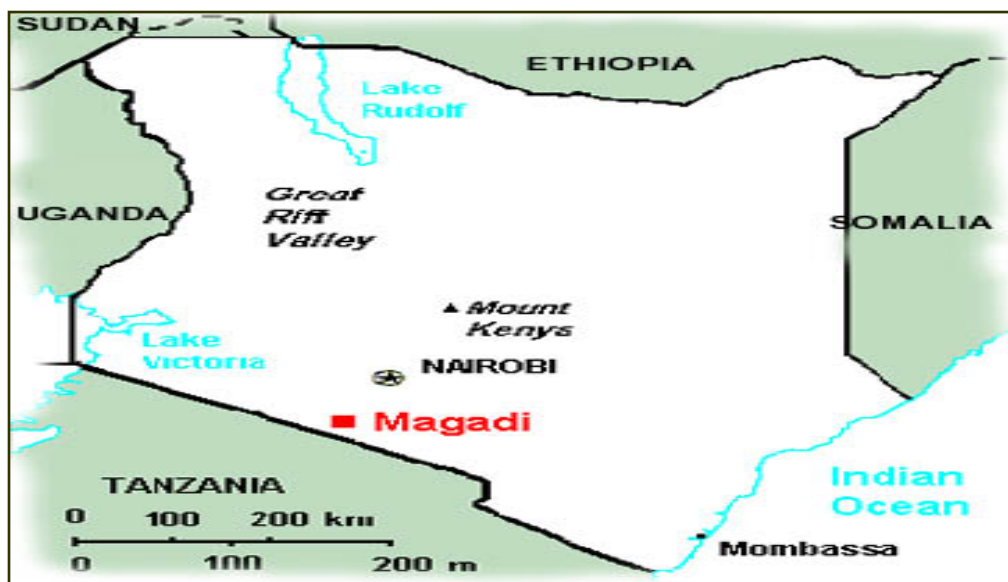 SUDAN
ETHIOPIA
Lake
Rudolf
Great
Rift
Valley
UGANDA
SOMALIA
Mount
Kenys
Lake
Victoria
NAIROBI
Magadi
TANZANIA
Indian
Ocean
0 100 200 km
Mombassa
0 100 200 m